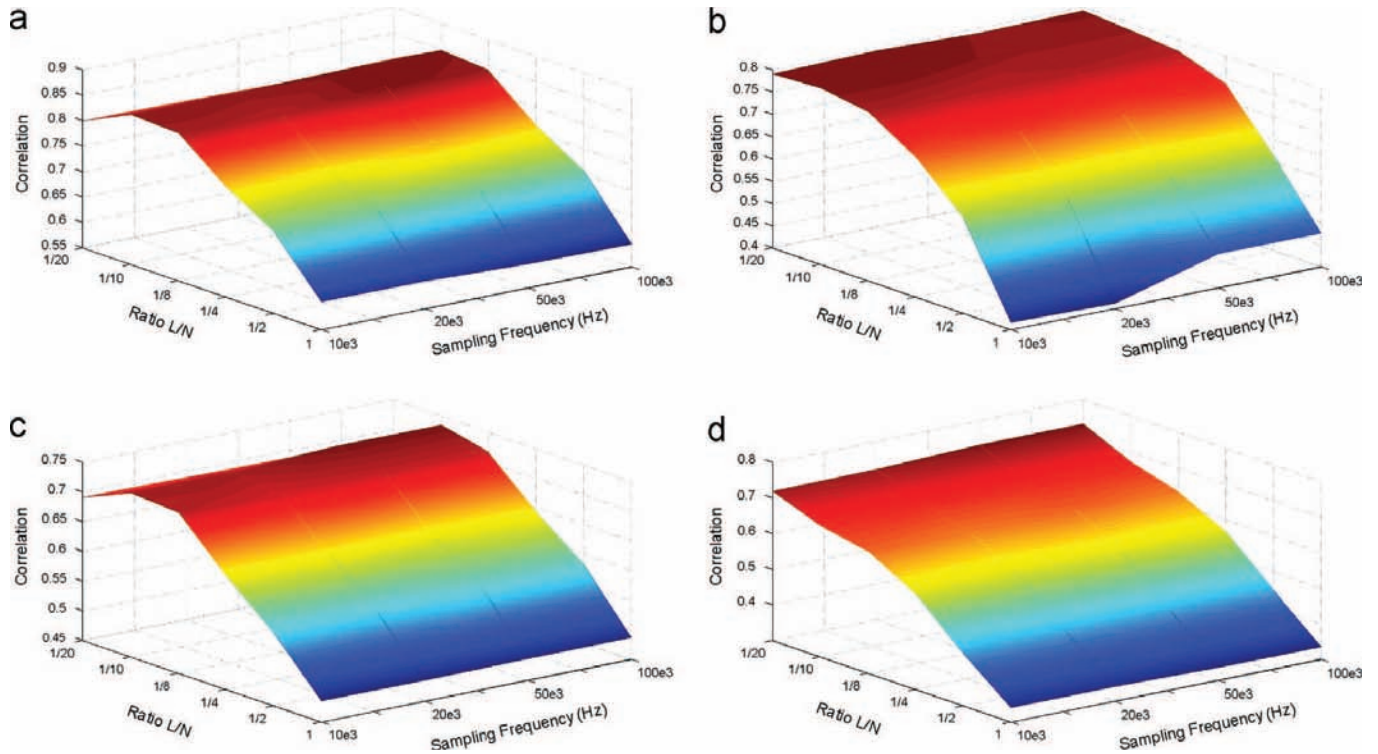 a
0.9
0.85
0.8
0.75
0.7
0.65
0.6
0.55
Correlation
1/20
1/10
1/8
1/4
1/2
1
Ratio L/N
10e3
20e3
50e3
100e3
Sampling Frequency (Hz)
b
0.8
0.75
0.7
0.65
0.6
0.55
0.5
0.45
0.4
Correlation
1/20
1/10
1/8
1/4
1/2
1
Ratio L/N
10e3
20e3
50e3
100e3
Sampling Frequency (Hz)
c
0.75
0.7
0.65
0.6
0.55
0.5
0.45
Correlation
1/20
1/10
1/8
1/4
1/2
1
Ratio L/N
10e3
20e3
50e3
100e3
Sampling Frequency (Hz)
d
0.8
0.7
0.6
0.5
0.4
Correlation
1/20
1/10
1/8
1/4
1/2
1
Ratio L/N
10e3
20e3
50e3
100e3
Sampling Frequency (Hz)